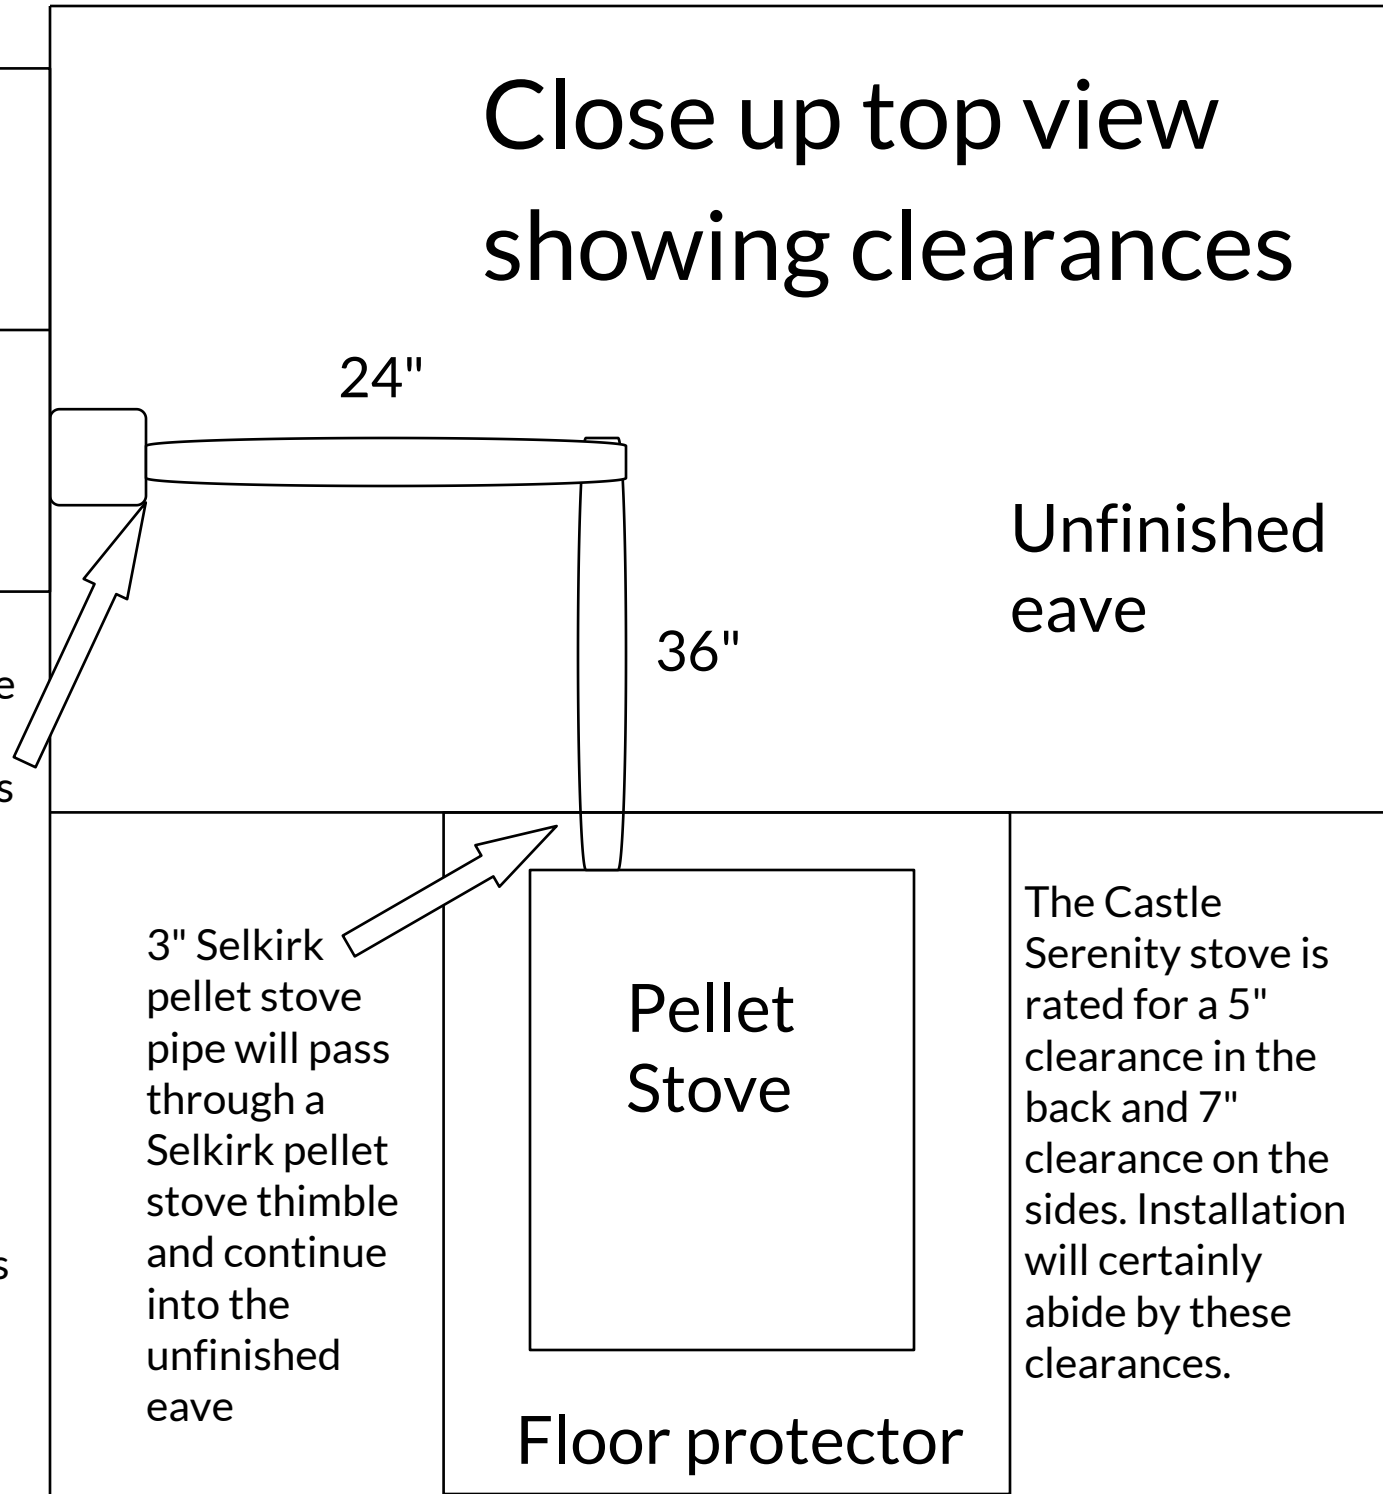 Close up top view
showing clearances
24"
Unfinished
eave
36"
e
s
3" Selkirk
pellet stove
pipe will pass
through a
Selkirk pellet
stove thimble
and continue
into the
unfinished
eave
Pellet
Stove
The Castle
Serenity stove is
rated for a 5"
clearance in the
back and 7"
clearance on the
sides. Installation
will certainly
abide by these
clearances.
s
Floor protector